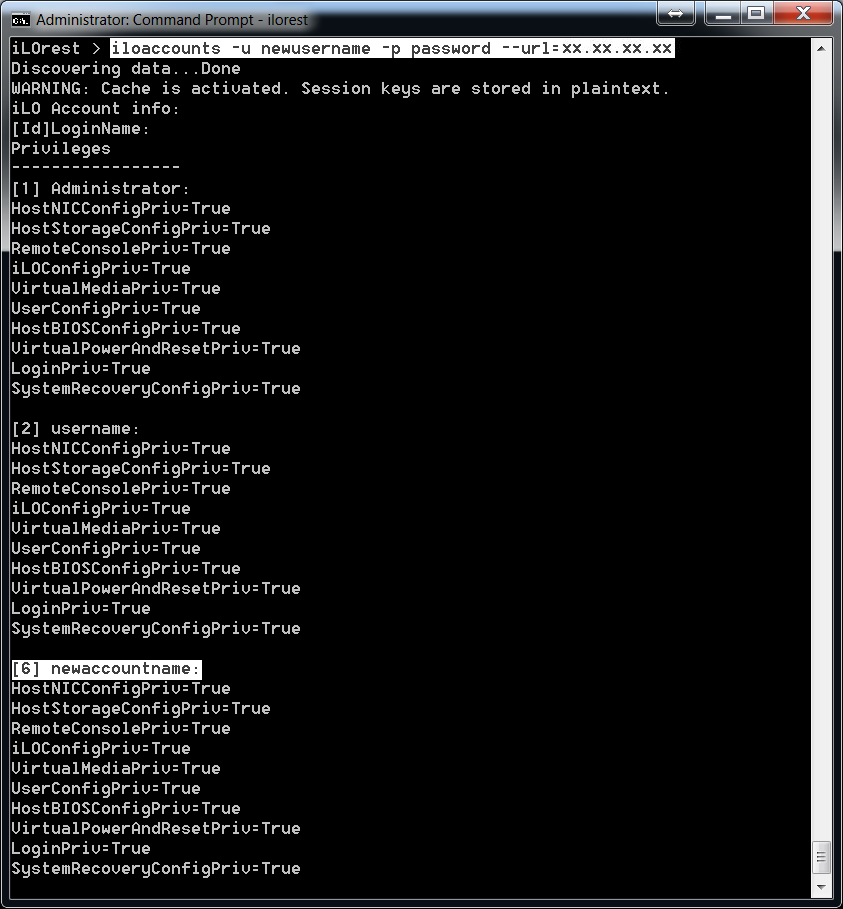 Administrator: Command Prompt - ilorest
iLOrest > iloaccounts -u newusername -p password --url=xx.xx.xx.xx
Discovering data...Done
WARNING: Cache is activated. Session keys are stored in plaintext.
iLO Account info:
[Id]LoginName:
Privileges
-----------------
[1] Administrator:
HostNICConfigPriv=True
HostStorageConfigPriv=True
RemoteConsolePriv=True
iLOConfigPriv=True
VirtualMediaPriv=True
UserConfigPriv=True
HostBIOSConfigPriv=True
VirtualPowerAndResetPriv=True
LoginPriv=True
SystemRecoveryConfigPriv=True
[2] username:
HostNICConfigPriv=True
HostStorageConfigPriv=True
RemoteConsolePriv=True
iLOConfigPriv=True
VirtualMediaPriv=True
UserConfigPriv=True
HostBIOSConfigPriv=True
VirtualPowerAndResetPriv=True
LoginPriv=True
SystemRecoveryConfigPriv=True
[6] newaccountname:
HostNICConfigPriv=True
HostStorageConfigPriv=True
RemoteConsolePriv=True
iLOConfigPriv=True
VirtualMediaPriv=True
UserConfigPriv=True
HostBIOSConfigPriv=True
VirtualPowerAndResetPriv=True
LoginPriv=True
SystemRecoveryConfigPriv=True